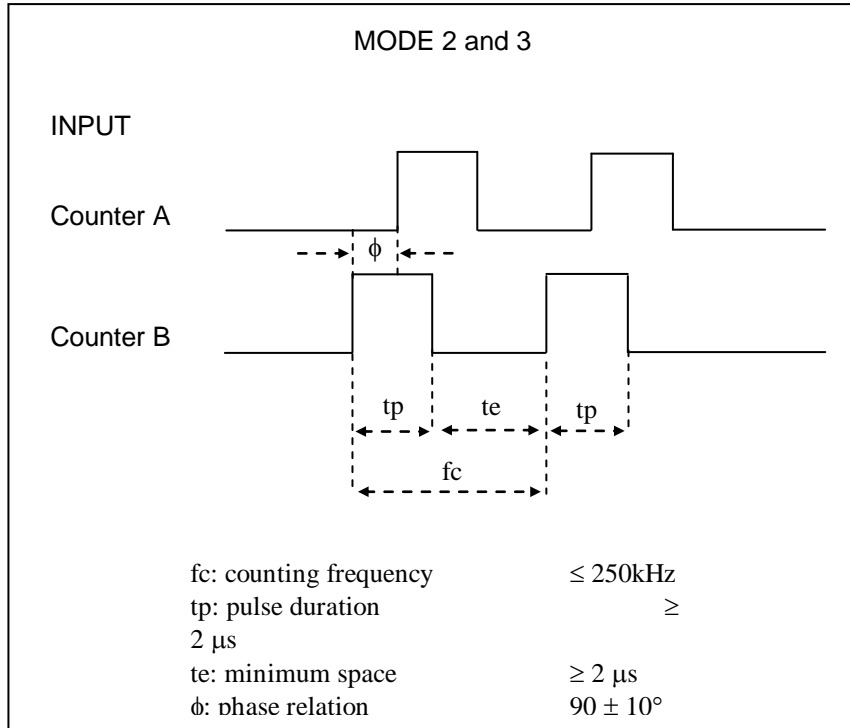 MODE 2 and 3
INPUT
Counter A
ϕ
Counter B
tp te tp
fc
fc: counting frequency ≤ 250kHz
tp: pulse duration ≥
2 μs
te: minimum space ≥ 2 μs
ϕ: phase relation 90 ± 10°